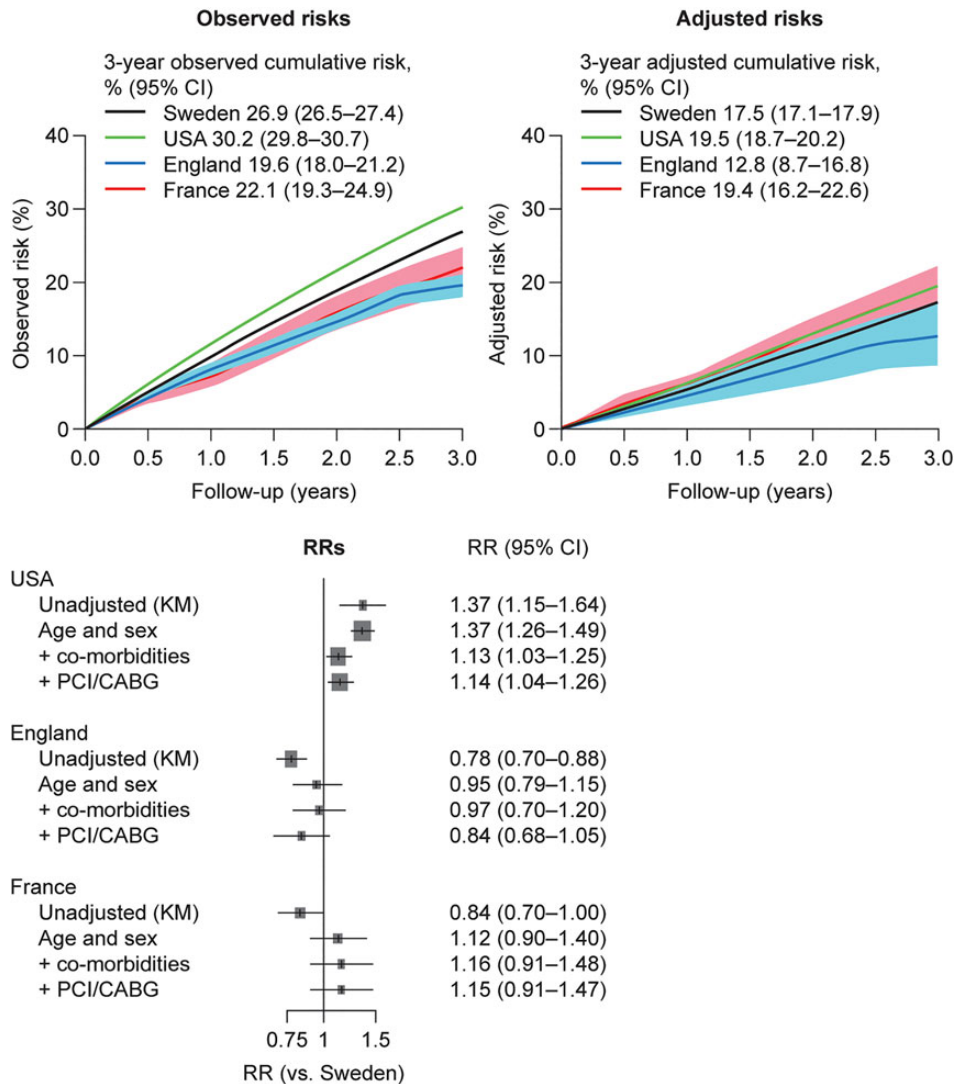 Observed risks
3-year observed cumulative risk,
% (95% CI)
Sweden 26.9 (26.5–27.4)
USA 30.2 (29.8–30.7)
England 19.6 (18.0–21.2)
France 22.1 (19.3–24.9)
40
30
20
10
0
Observed risk (%)
0.0 0.5 1.0 1.5 2.0 2.5 3.0
Follow-up (years)
Adjusted risks
3-year adjusted cumulative risk,
% (95% CI)
Sweden 17.5 (17.1–17.9)
USA 19.5 (18.7–20.2)
England 12.8 (8.7–16.8)
France 19.4 (16.2–22.6)
40
30
20
10
0
Adjusted risk (%)
0.0 0.5 1.0 1.5 2.0 2.5 3.0
Follow-up (years)
RRs RR (95% CI)
USA
Unadjusted (KM) 1.37 (1.15–1.64)
Age and sex 1.37 (1.26–1.49)
+ co-morbidities 1.13 (1.03–1.25)
+ PCI/CABG 1.14 (1.04–1.26)
England
Unadjusted (KM) 0.78 (0.70–0.88)
Age and sex 0.95 (0.79–1.15)
+ co-morbidities 0.97 (0.70–1.20)
+ PCI/CABG 0.84 (0.68–1.05)
France
Unadjusted (KM) 0.84 (0.70–1.00)
Age and sex 1.12 (0.90–1.40)
+ co-morbidities 1.16 (0.91–1.48)
+ PCI/CABG 1.15 (0.91–1.47)
0.75 1 1.5
RR (vs. Sweden)